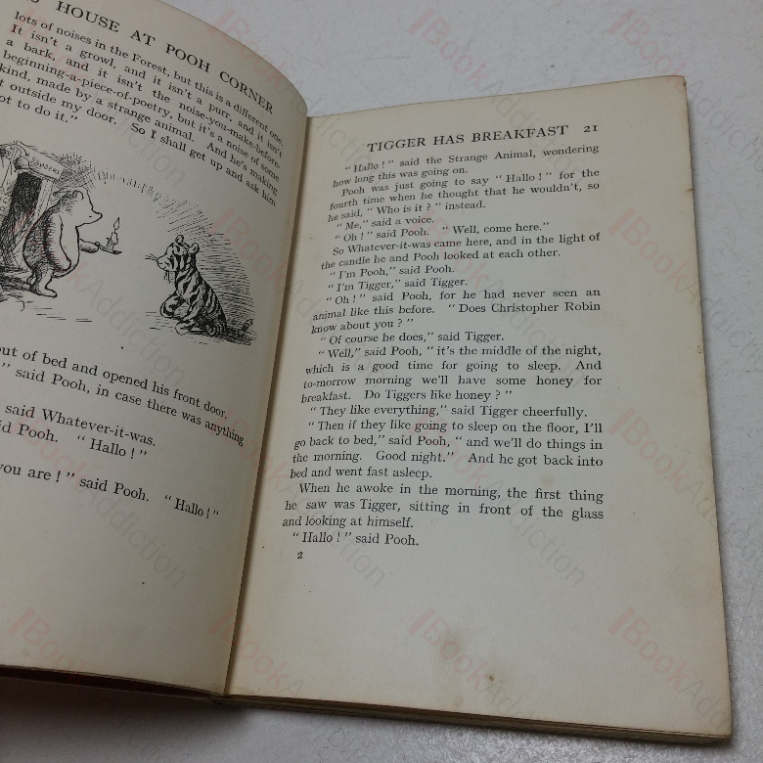 HOUSE AT POOH CORNER
lots of noises in the Forest, but this is a different one.
It isn't a growl, and it isn't a purr, and it isn't
a bark, and it isn't the noise-you-make-before-
beginning-a-piece-of-poetry, but it's a noise of some
kind, made by a strange animal. And he's making
outside my door. So I shall get up and ask him
not to do it."
out of bed and opened his front door.
" said Pooh, in case there was anything
said Whatever-it-was.
said Pooh. "Hallo!"
you are!" said Pooh. "Hallo!"
TIGGER HAS BREAKFAST 21
"Hallo!" said the Strange Animal, wondering
how long this was going on.
Pooh was just going to say "Hallo!" for the
fourth time when he thought that he wouldn't, so
he said, "Who is it?" instead.
"Me," said a voice.
"Oh!" said Pooh. "Well, come here."
So Whatever-it-was came here, and in the light of
the candle he and Pooh looked at each other.
"I'm Pooh," said Pooh.
"I'm Tigger," said Tigger.
"Oh!" said Pooh, for he had never seen an
animal like this before. "Does Christopher Robin
know about you?"
"Of course he does," said Tigger.
"Well," said Pooh, "it's the middle of the night,
which is a good time for going to sleep. And
to-morrow morning we'll have some honey for
breakfast. Do Tiggers like honey?"
"They like everything," said Tigger cheerfully.
"Then if they like going to sleep on the floor, I'll
go back to bed," said Pooh, "and we'll do things in
the morning. Good night." And he got back into
bed and went fast asleep.
When he awoke in the morning, the first thing
he saw was Tigger, sitting in front of the glass
and looking at himself.
"Hallo!" said Pooh.
2
BookAddiction